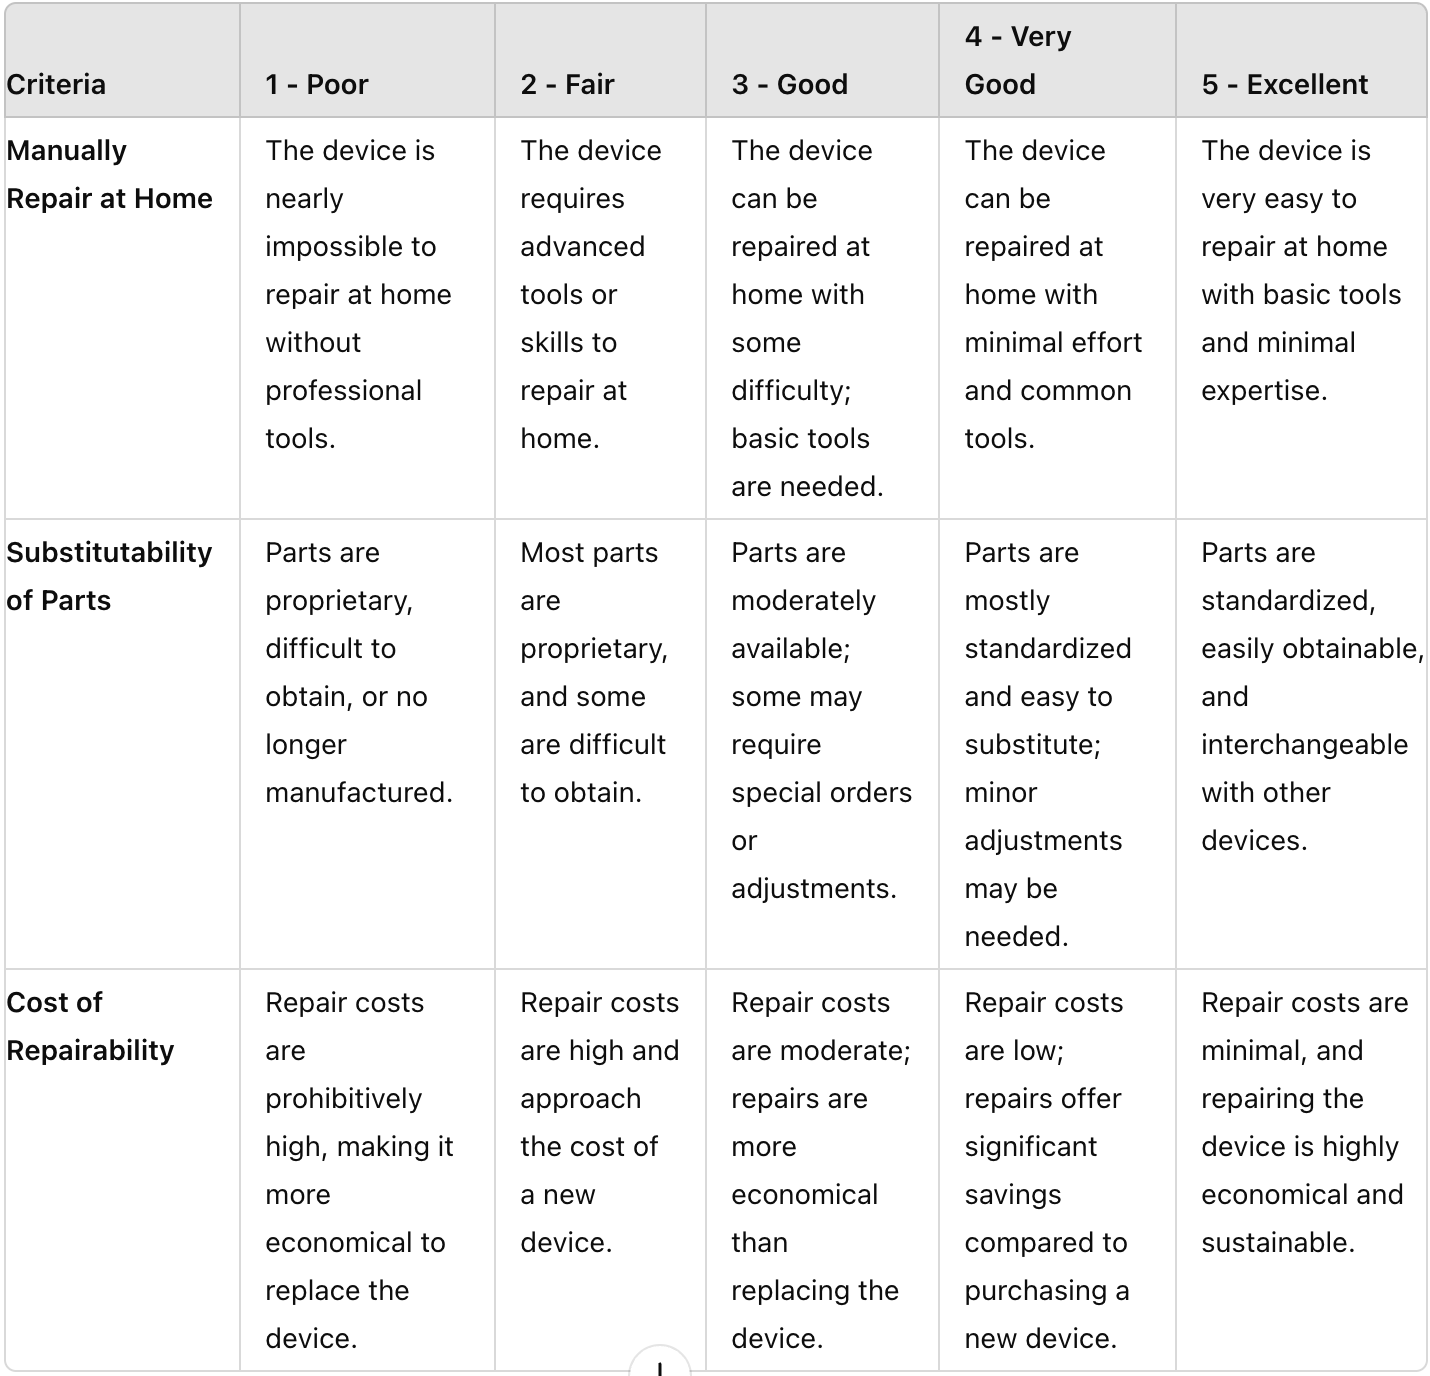 Criteria
1 - Poor
2 - Fair
3 - Good
4 - Very
Good
5 - Excellent
Manually
Repair at Home
The device is
nearly
impossible to
repair at home
without
professional
tools.
The device
requires
advanced
tools or
skills to
repair at
home.
The device
can be
repaired at
home with
some
difficulty;
basic tools
are needed.
The device
can be
repaired at
home with
minimal effort
and common
tools.
The device is
very easy to
repair at home
with basic tools
and minimal
expertise.
Substitutability
of Parts
Parts are
proprietary,
difficult to
obtain, or no
longer
manufactured.
Most parts
are
proprietary,
and some
are difficult
to obtain.
Parts are
moderately
available;
some may
require
special orders
or
adjustments.
Parts are
mostly
standardized
and easy to
substitute;
minor
adjustments
may be
needed.
Parts are
standardized,
easily obtainable,
and
interchangeable
with other
devices.
Cost of
Repairability
Repair costs
are
prohibitively
high, making it
more
economical to
replace the
device.
Repair costs
are high and
approach
the cost of
a new
device.
Repair costs
are moderate;
repairs are
more
economical
than
replacing the
device.
Repair costs
are low;
repairs offer
significant
savings
compared to
purchasing a
new device.
Repair costs are
minimal, and
repairing the
device is highly
economical and
sustainable.